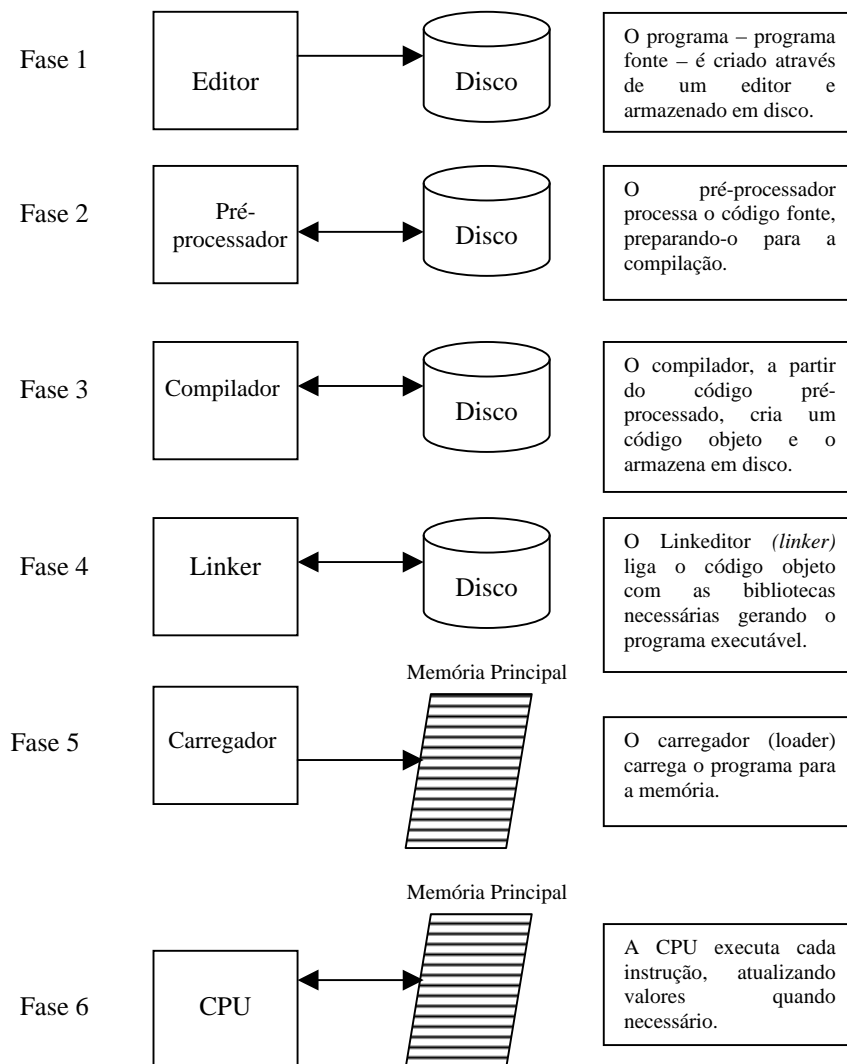 Fase 1
Editor
Disco
O programa – programa
fonte – é criado através
de um editor e
armazenado em disco.
Fase 2
Pré-
processador
Disco
O pré-processador
processa o código fonte,
preparando-o para a
compilação.
Fase 3
Compilador
Disco
O compilador, a partir
do código pré-
processado, cria um
código objeto e o
armazena em disco.
Fase 4
Linker
Disco
O Linkeditor (linker)
liga o código objeto
com as bibliotecas
necessárias gerando o
programa executável.
Memória Principal
Fase 5
Carregador
O carregador (loader)
carrega o programa para
a memória.
Memória Principal
Fase 6
CPU
A CPU executa cada
instrução, atualizando
valores quando
necessário.